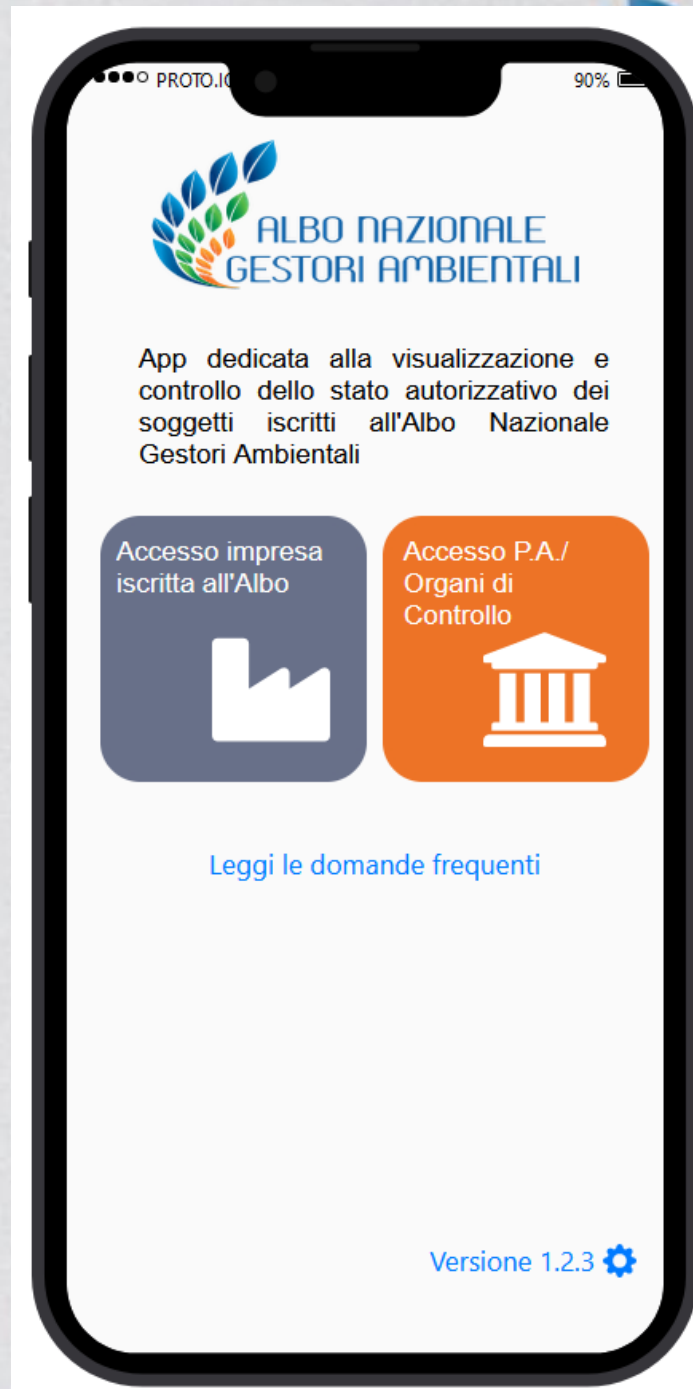 PROTO.IO
90%
ALBO NAZIONALE
GESTORI AMBIENTALI
App dedicata alla visualizzazione e
controllo dello stato autorizzativo dei
soggetti iscritti all'Albo Nazionale
Gestori Ambientali
Accesso impresa
iscritta all'Albo
Accesso P.A./
Organi di
Controllo
Leggi le domande frequenti
Versione 1.2.3